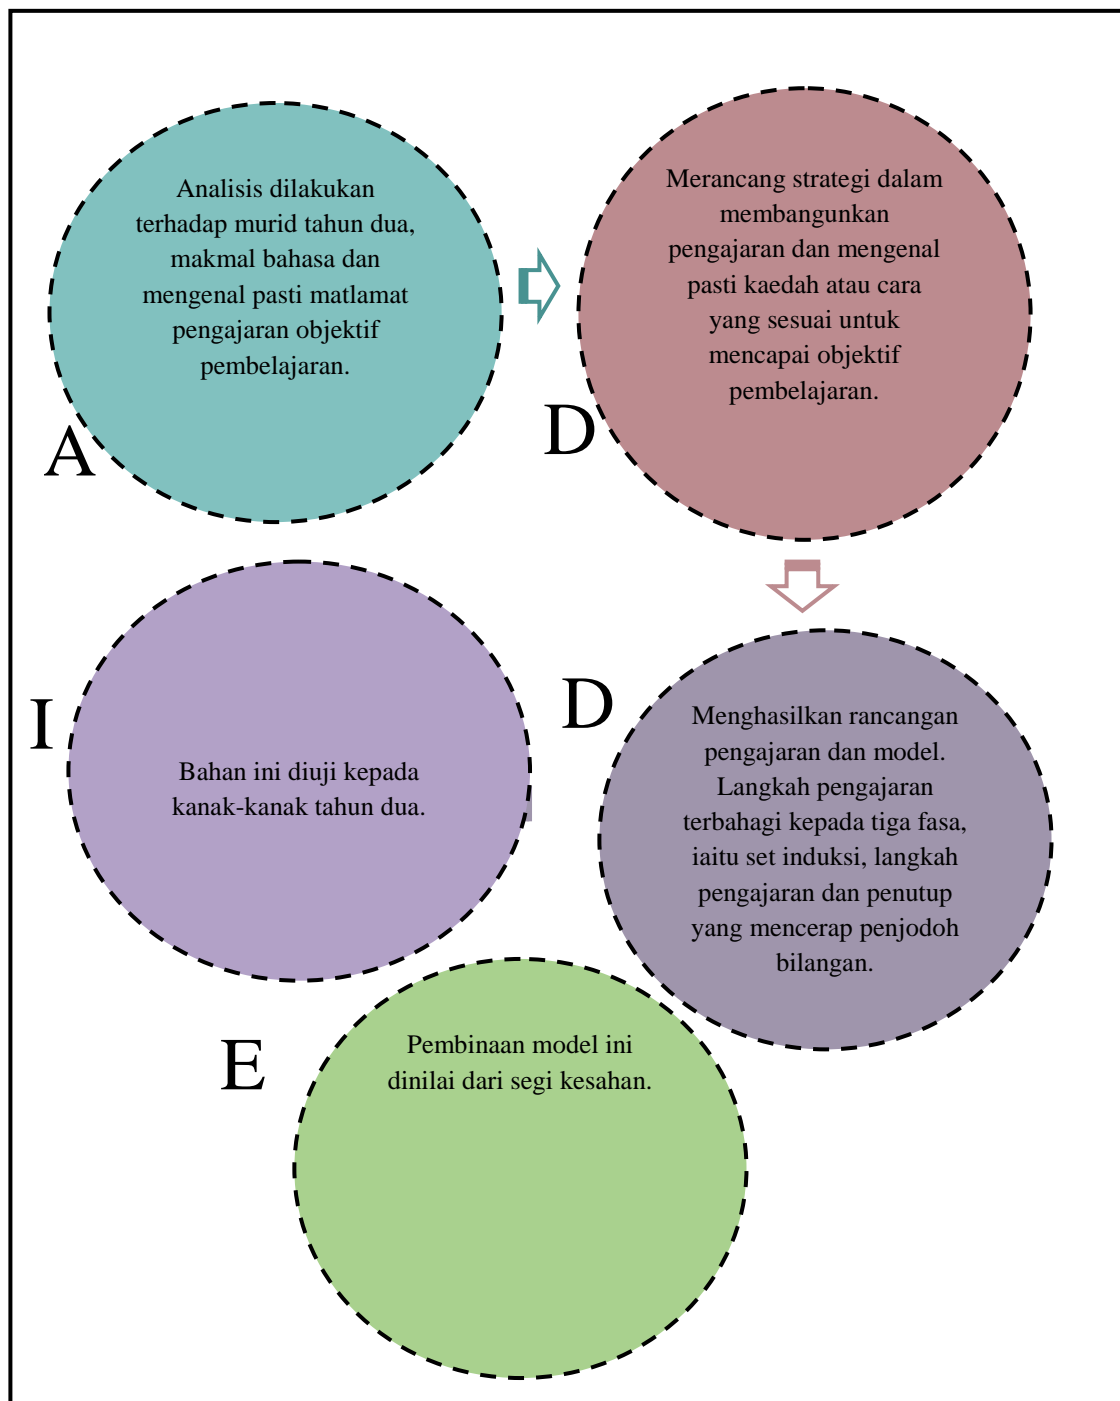 Analisis dilakukan
terhadap murid tahun dua,
makmal bahasa dan
mengenal pasti matlamat
pengajaran objektif
pembelajaran.
A
Merancang strategi dalam
membangunkan
pengajaran dan mengenal
pasti kaedah atau cara
yang sesuai untuk
mencapai objektif
pembelajaran.
D
D
Menghasilkan rancangan
pengajaran dan model.
Langkah pengajaran
terbahagi kepada tiga fasa,
iaitu set induksi, langkah
pengajaran dan penutup
yang mencerap penjodoh
bilangan.
I
Bahan ini diuji kepada
kanak-kanak tahun dua.
E
Pembinaan model ini
dinilai dari segi kesahan.